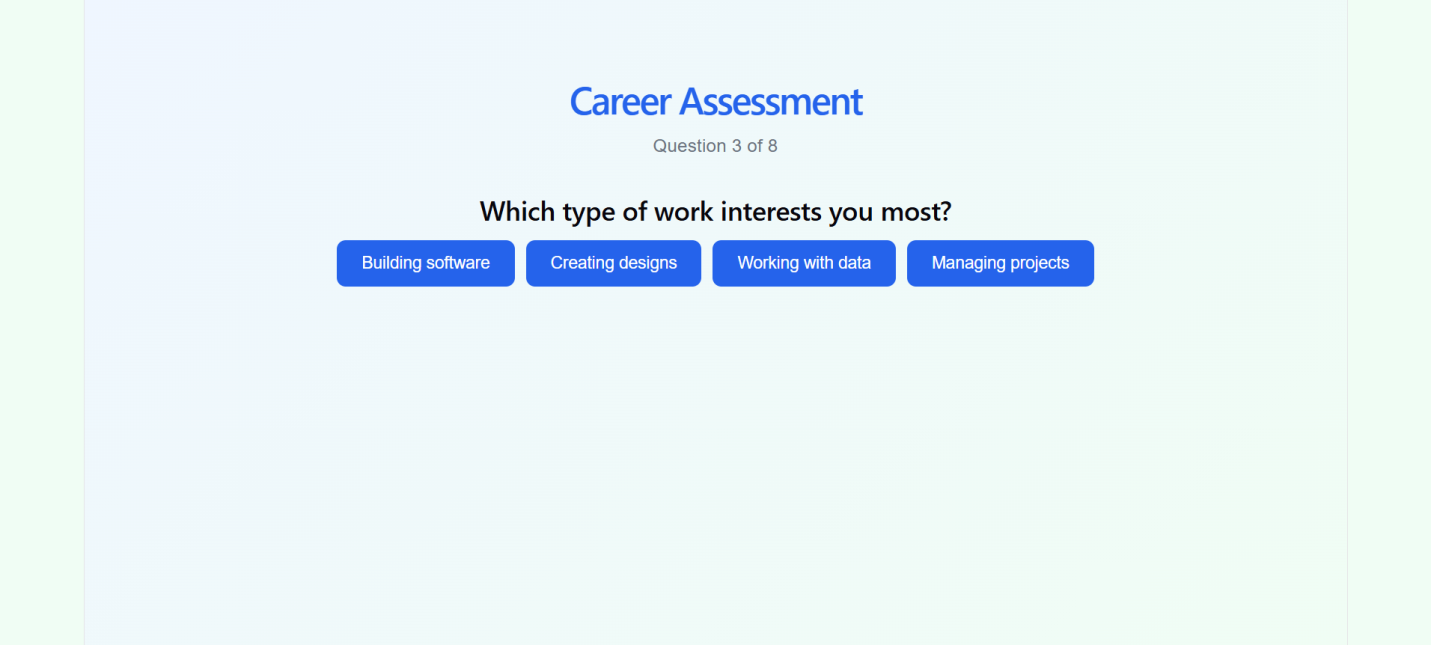 Career Assessment
Question 3 of 8
Which type of work interests you most?
Building software Creating designs Working with data Managing projects